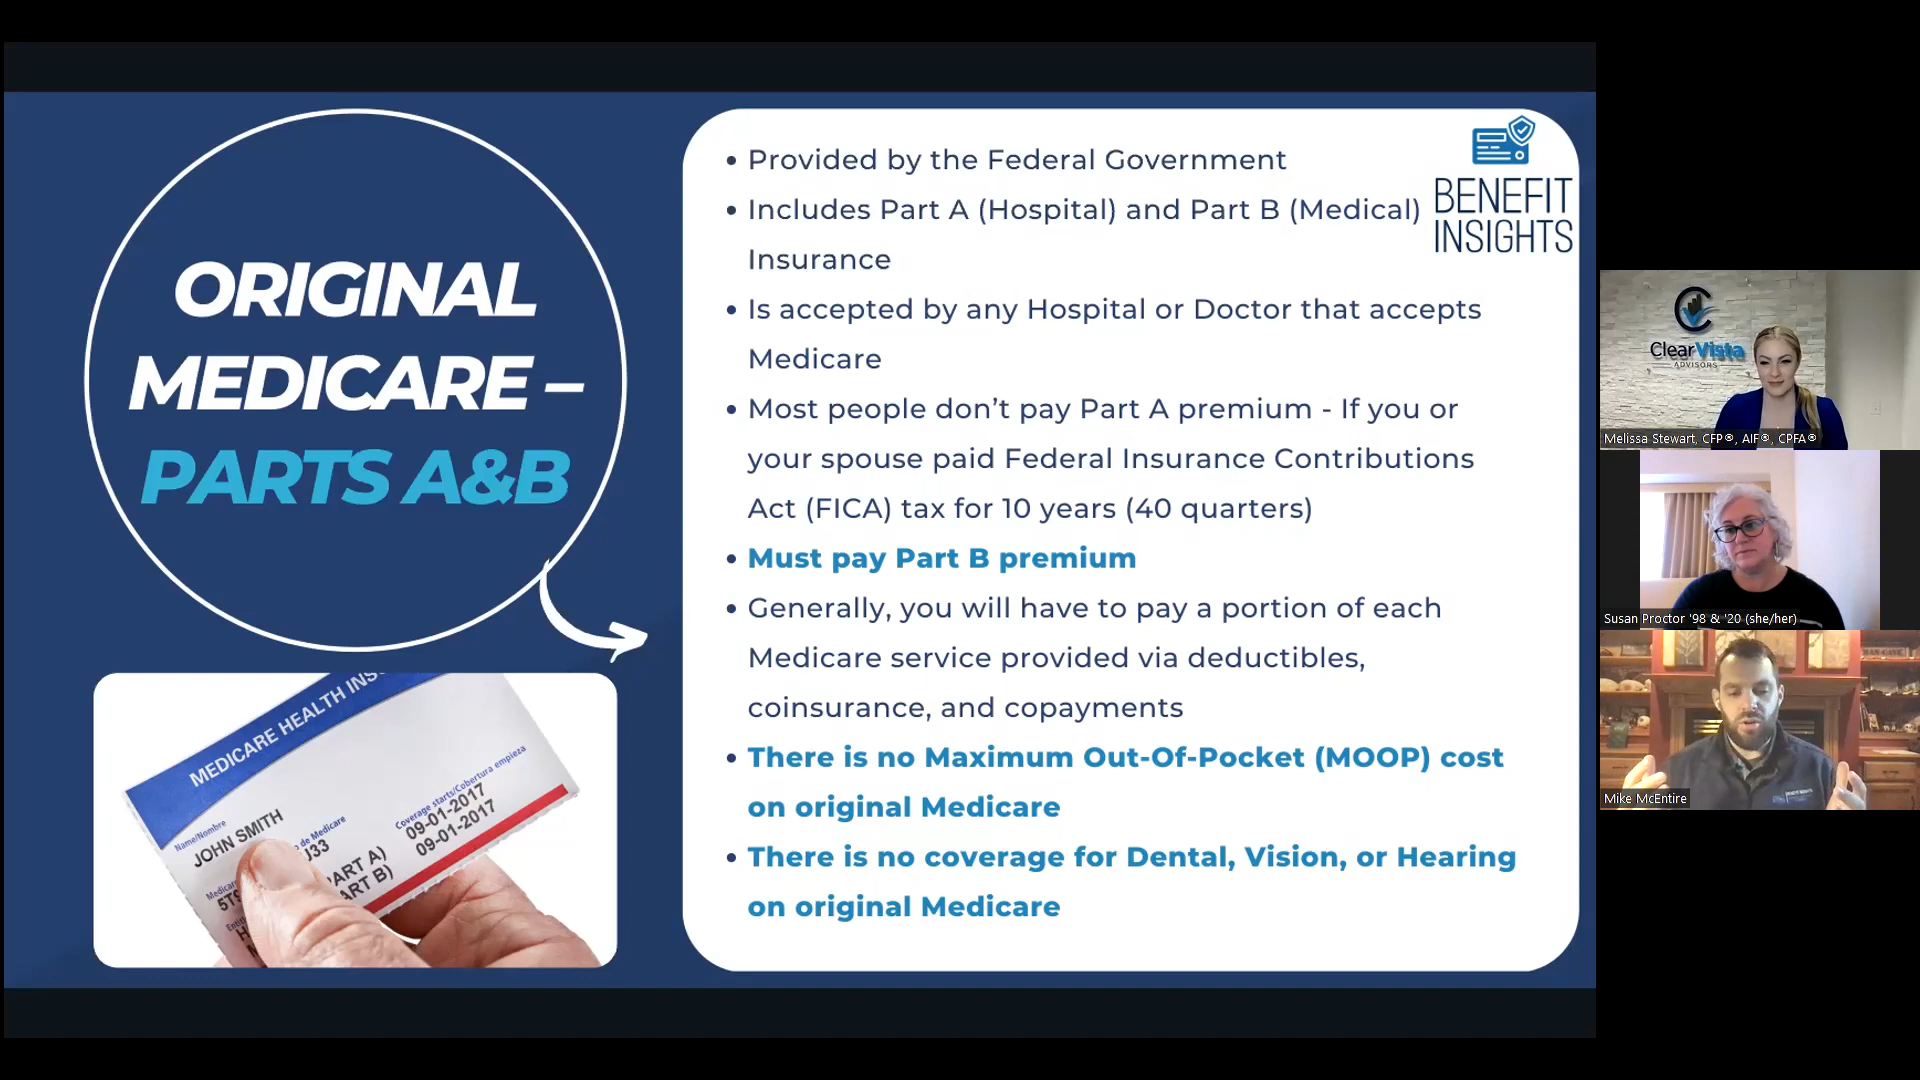 ORIGINAL
MEDICARE –
PARTS A&B
MEDICARE HEALTH INS
Name/Nombre
JOHN SMITH
de Medicare
J33
Coverage starts/Cobertura empieza
09-01-2017
09-01-2017
ART A)
ART B)
BENEFIT
INSIGHTS
• Provided by the Federal Government
• Includes Part A (Hospital) and Part B (Medical)
Insurance
• Is accepted by any Hospital or Doctor that accepts
Medicare
• Most people don’t pay Part A premium - If you or
your spouse paid Federal Insurance Contributions
Act (FICA) tax for 10 years (40 quarters)
• Must pay Part B premium
• Generally, you will have to pay a portion of each
Medicare service provided via deductibles,
coinsurance, and copayments
• There is no Maximum Out-Of-Pocket (MOOP) cost
on original Medicare
• There is no coverage for Dental, Vision, or Hearing
on original Medicare
ClearVista
ADVISORS
Melissa Stewart, CFP®, AIF®, CPFA®
Susan Proctor '98 & '20 (she/her)
Mike McEntire